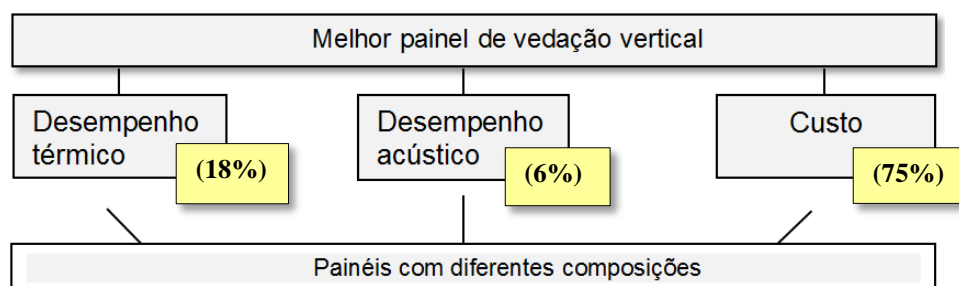 Melhor painel de vedação vertical
Desempenho
térmico
(18%)
Desempenho
acústico
(6%)
Custo
(75%)
Painéis com diferentes composições